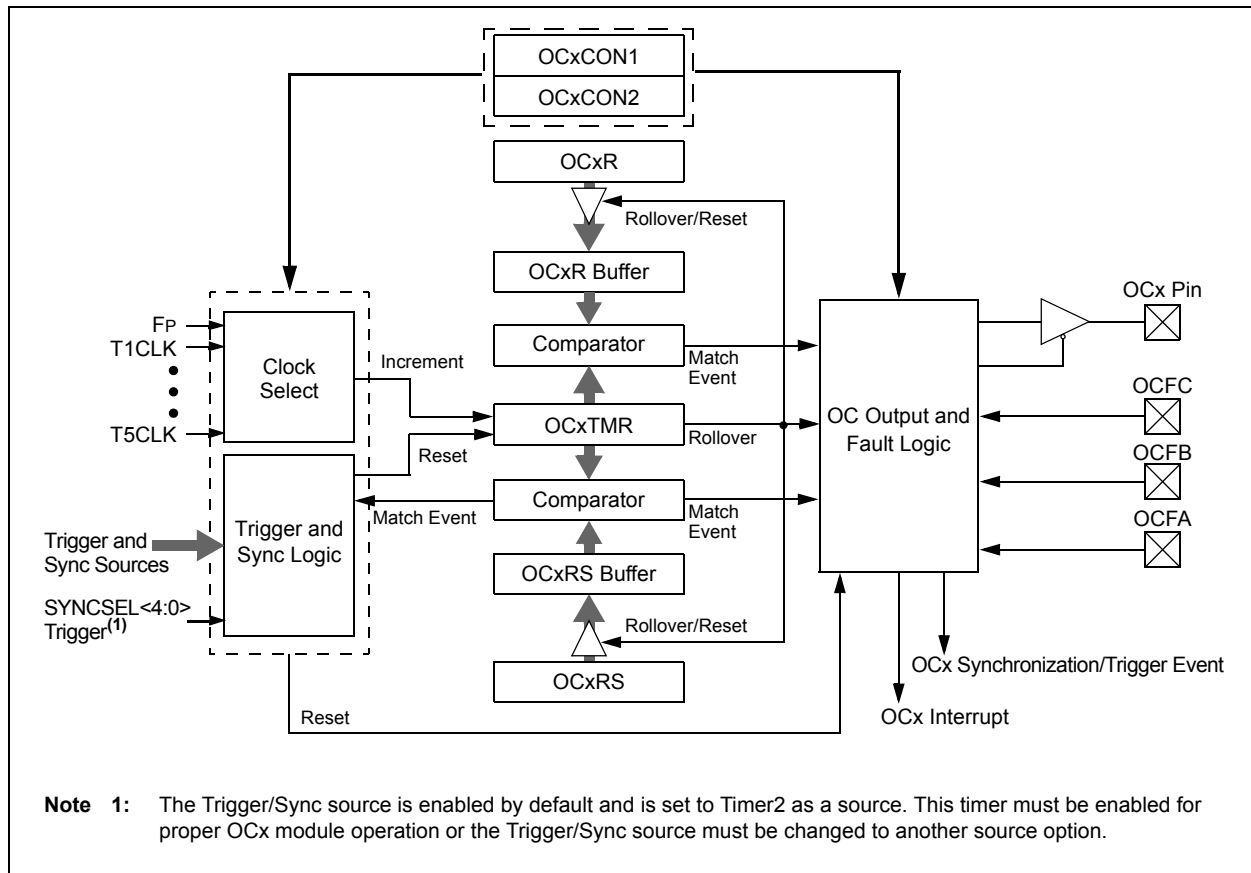 OCxCON1
OCxCON2
OCxR
Rollover/Reset
OCxR Buffer
OCx Pin
FP
T1CLK
Clock
Select
Increment
Comparator
Match
Event
OC Output and
Fault Logic
OCFC
T5CLK
OCxTMR
Rollover
Reset
OCFB
Trigger and
Sync Logic
Match Event
Comparator
Match
Event
OCFA
Trigger and
Sync Sources
OCxRS Buffer
SYNCSEL<4:0>
Trigger(1)
Rollover/Reset
OCxRS
OCx Synchronization/Trigger Event
OCx Interrupt
Reset
Note 1: The Trigger/Sync source is enabled by default and is set to Timer2 as a source. This timer must be enabled for
proper OCx module operation or the Trigger/Sync source must be changed to another source option.